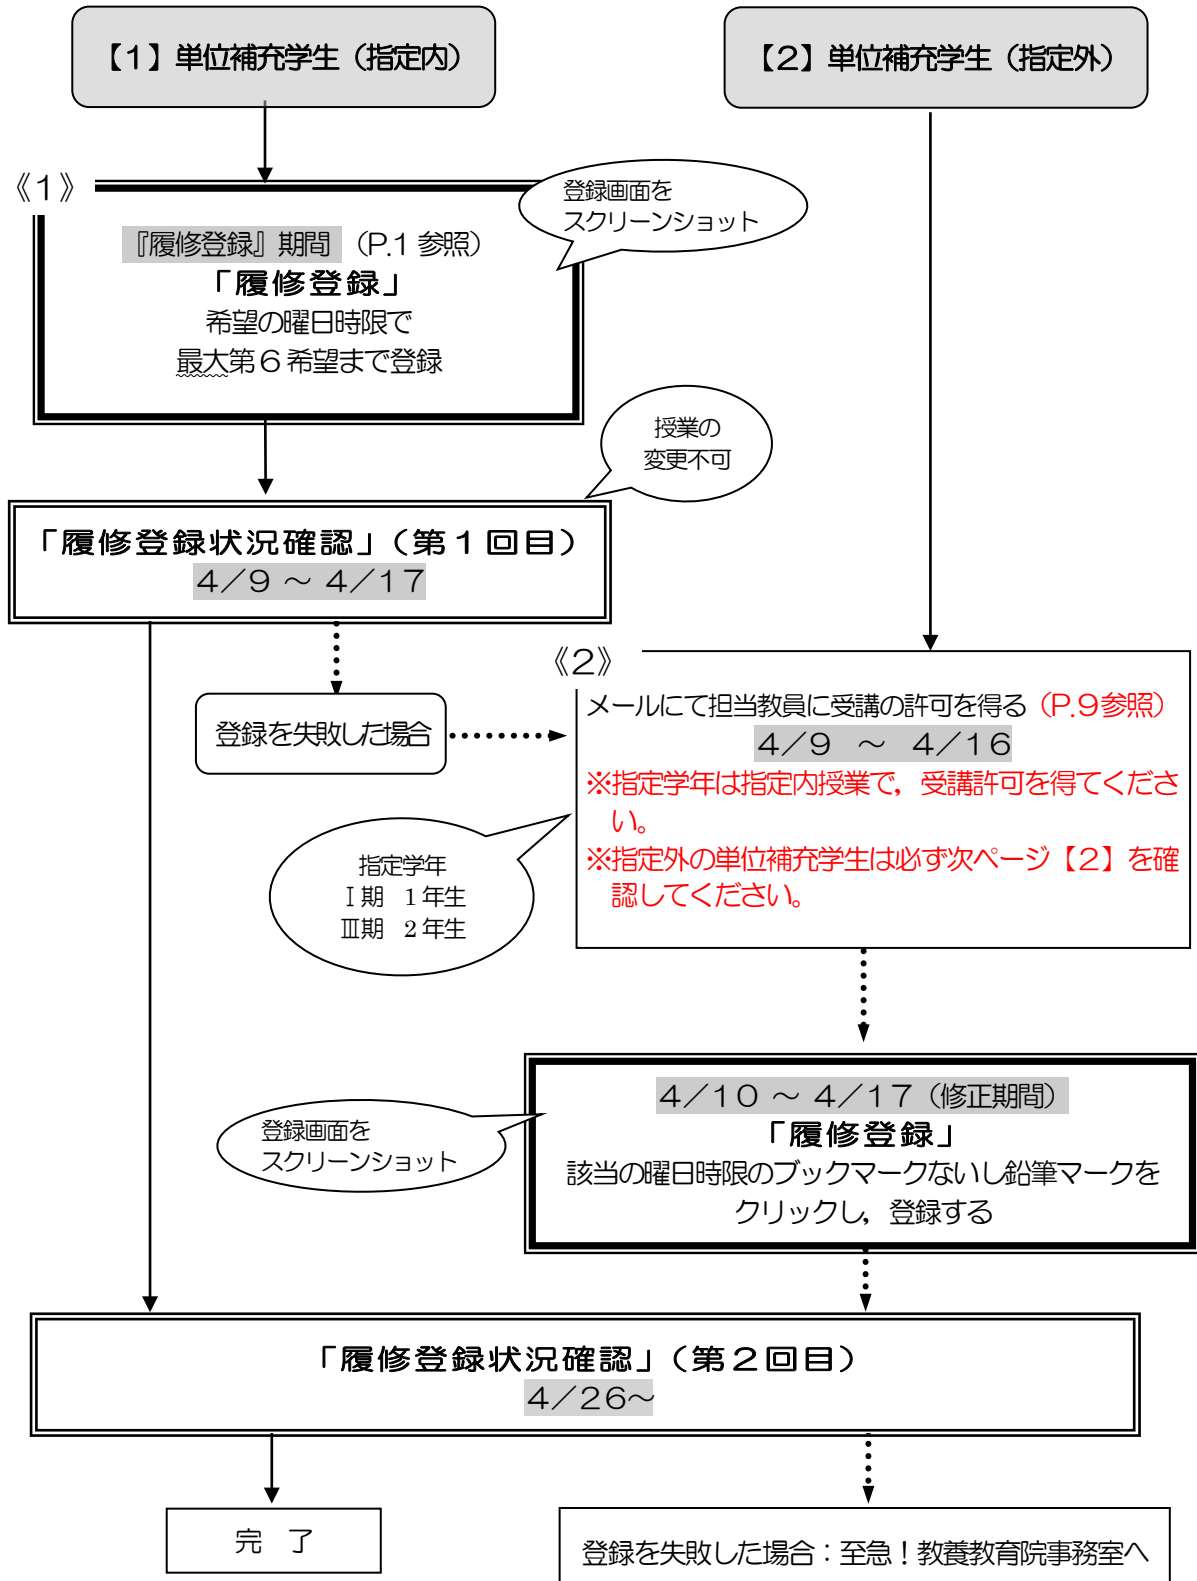 【１】単位補充学生（指定内）
【２】単位補充学生（指定外）
《１》
登録画面を
スクリーンショット
『履修登録』期間 （P.1 参照）
「履修登録」
希望の曜日時限で
最大第６希望まで登録
授業の
変更不可
「履修登録状況確認」（第１回目）
４／９ ～ ４／１７
登録を失敗した場合
《２》
メールにて担当教員に受講の許可を得る（P.９参照）
４／９ ～ ４／１６
※指定学年は指定内授業で，受講許可を得てくださ
い。
※指定外の単位補充学生は必ず次ページ【２】を確
認してください。
指定学年
Ⅰ期 １年生
Ⅲ期 ２年生
４／１０ ～ ４／１７（修正期間）
「履修登録」
該当の曜日時限のブックマークないし鉛筆マークを
クリックし，登録する
登録画面を
スクリーンショット
「履修登録状況確認」（第２回目）
４／２６～
完 了
登録を失敗した場合：至急！教養教育院事務室へ